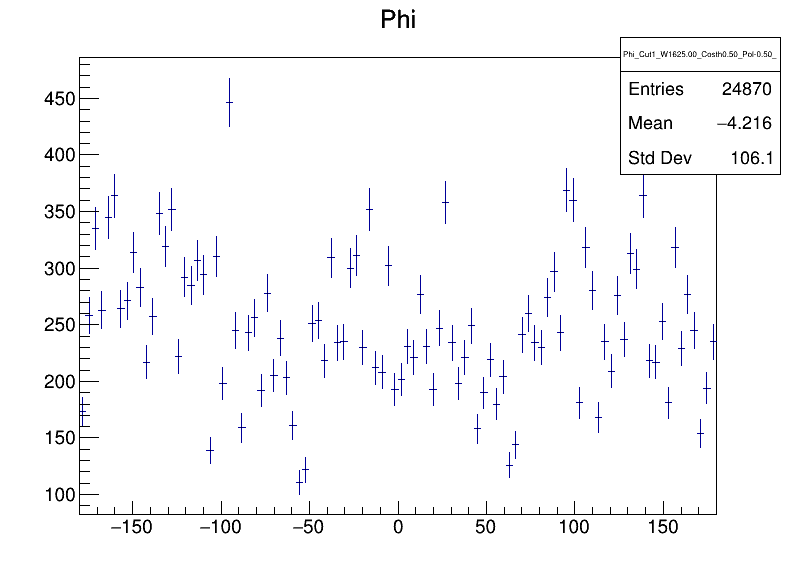 Phi
Phi_Cut1_W1625.00_Costh0.50_Pol-0.50_
Entries 24870
Mean −4.216
Std Dev 106.1
450
400
350
300
250
200
150
100
−150 −100 −50 0 50 100 150